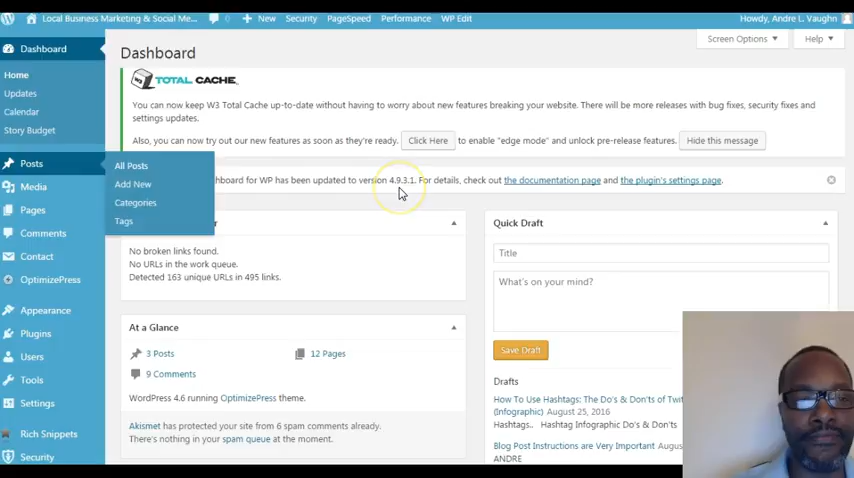 Local Business Marketing & Social Me... 0 + New Security PageSpeed Performance WP Edit Howdy, Andre L. Vaughn
Dashboard
Home
Updates
Calendar
Story Budget
Posts
All Posts
Add New
Categories
Tags
Media
Pages
Comments
Contact
OptimizePress
Appearance
Plugins
Users
Tools
Settings
Rich Snippets
Security
Screen Options Help
Dashboard
W3 TOTAL CACHE
You can now keep W3 Total Cache up-to-date without having to worry about new features breaking your website. There will be more releases with bug fixes, security fixes and
settings updates.
Also, you can now try out our new features as soon as they're ready. Click Here to enable "edge mode" and unlock pre-release features. Hide this message
hboard for WP has been updated to version 4.9.3.1. For details, check out the documentation page and the plugin's settings page.
No broken links found.
No URLs in the work queue.
Detected 163 unique URLs in 495 links.
At a Glance
3 Posts 12 Pages
9 Comments
WordPress 4.6 running OptimizePress theme.
Akismet has protected your site from 6 spam comments already.
There's nothing in your spam queue at the moment.
Quick Draft
Title
What's on your mind?
Save Draft
Drafts
How To Use Hashtags: The Do's & Don'ts of Twit
(Infographic) August 25, 2016
Hashtags.. Hashtag Infographic Do's & Don'ts
Blog Post Instructions are Very Important August
ANDRE